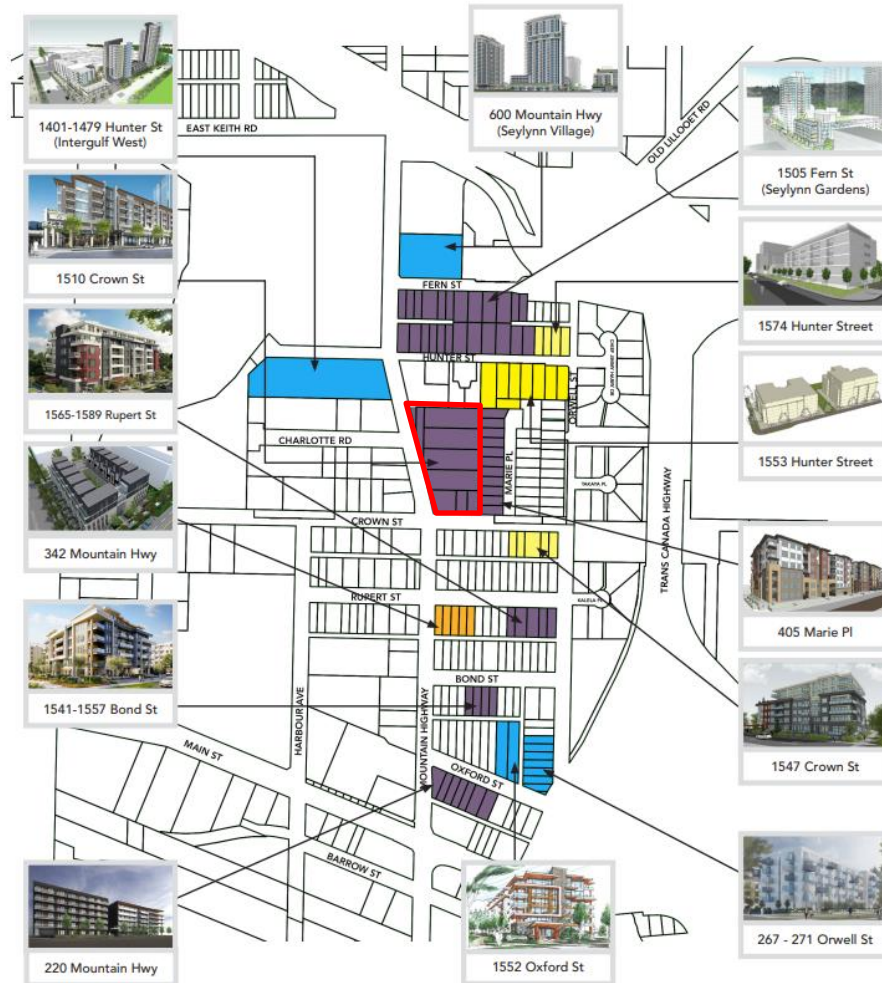 1401-1479 Hunter St
(Intergulf West)
600 Mountain Hwy
(Seylynn Village)
1505 Fern St
(Seylynn Gardens)
1510 Crown St
1574 Hunter Street
1565-1589 Rupert St
1553 Hunter Street
342 Mountain Hwy
405 Marie Pl
1541-1557 Bond St
1547 Crown St
220 Mountain Hwy
1552 Oxford St
267 - 271 Orwell St
EAST KEITH RD
OLD LILLOOET RD
FERN ST
HUNTER ST
ORWELL ST
CHARLOTTE RD
MARIE PL
TAKAYA PL
TRANS CANADA HIGHWAY
CROWN ST
RUPERT ST
BOND ST
HARBOUR AVE
MOUNTAIN HIGHWAY
MAIN ST
OXFORD ST
BARROW ST